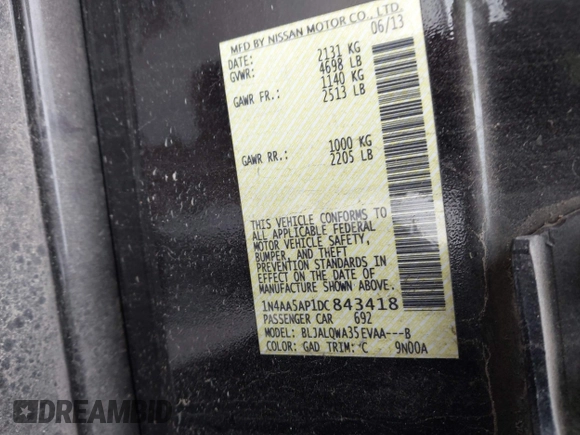 MFD BY NISSAN MOTOR CO., LTD.
DATE: 06/13
GVWR: 2131 KG
4698 LB
GAWR FR.: 1140 KG
2513 LB
GAWR RR.: 1000 KG
2205 LB
THIS VEHICLE CONFORMS TO
ALL APPLICABLE FEDERAL
MOTOR VEHICLE SAFETY,
BUMPER, AND THEFT
PREVENTION STANDARDS IN
EFFECT ON THE DATE OF
MANUFACTURE SHOWN ABOVE.
1N4AA5AP1DC843418
PASSENGER CAR 692
MODEL: BLJALQWA35EVAA---B
COLOR: GAD TRIM: C 9N00A
DREAMBID